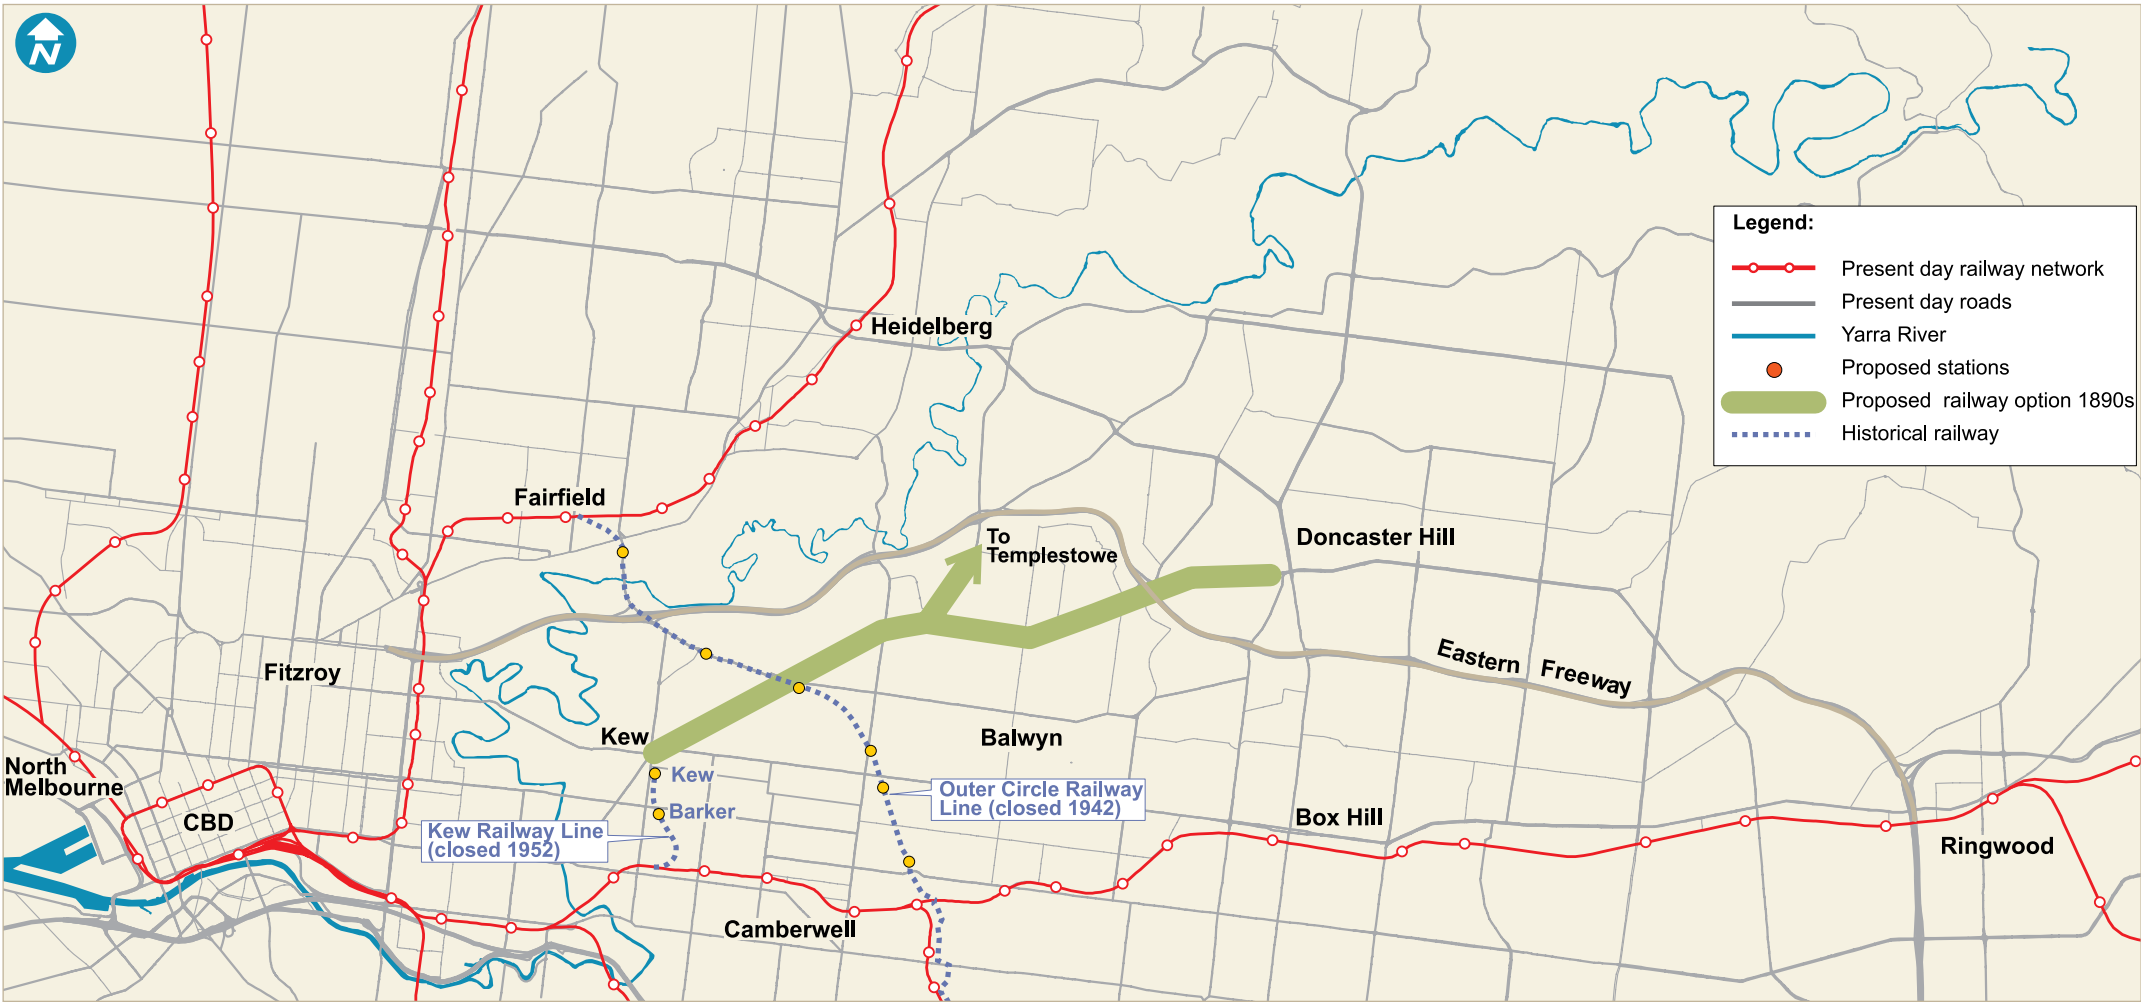 N
Legend:
Present day railway network
Present day roads
Yarra River
Proposed stations
Proposed railway option 1890s
Historical railway
Heidelberg
Fairfield
To
Templestowe
Doncaster Hill
Eastern Freeway
Fitzroy
Kew
Balwyn
North
Melbourne
Kew
Outer Circle Railway
Line (closed 1942)
Barker
CBD
Kew Railway Line
(closed 1952)
Box Hill
Ringwood
Camberwell